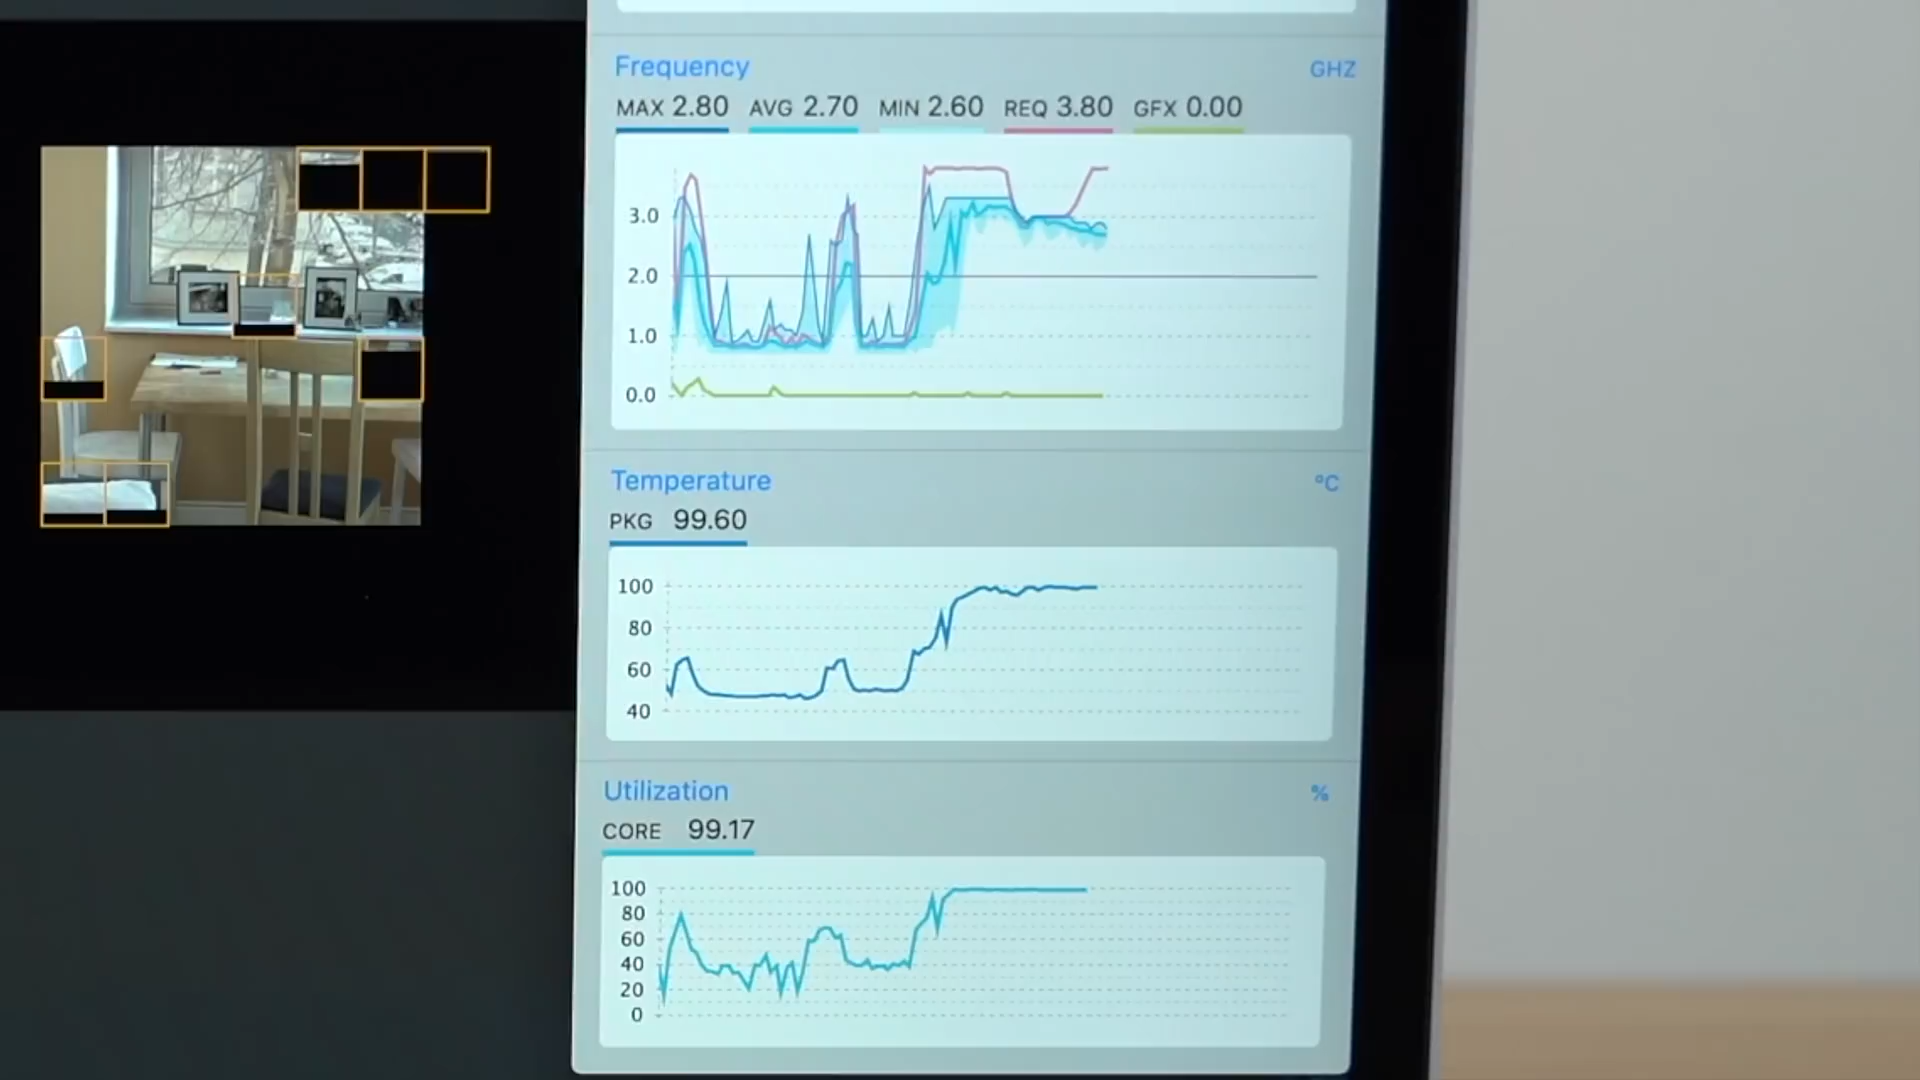 Frequency GHZ
MAX 2.80 AVG 2.70 MIN 2.60 REQ 3.80 GFX 0.00
3.0
2.0
1.0
0.0
Temperature °C
PKG 99.60
100
80
60
40
Utilization %
CORE 99.17
100
80
60
40
20
0